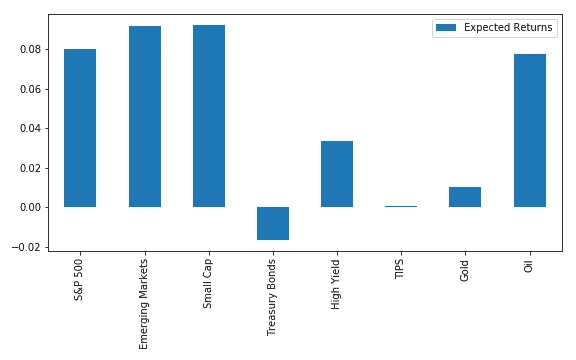 Expected Returns
0.08
0.06
0.04
0.02
0.00
−0.02
S&P 500
Emerging Markets
Small Cap
Treasury Bonds
High Yield
TIPS
Gold
Oil